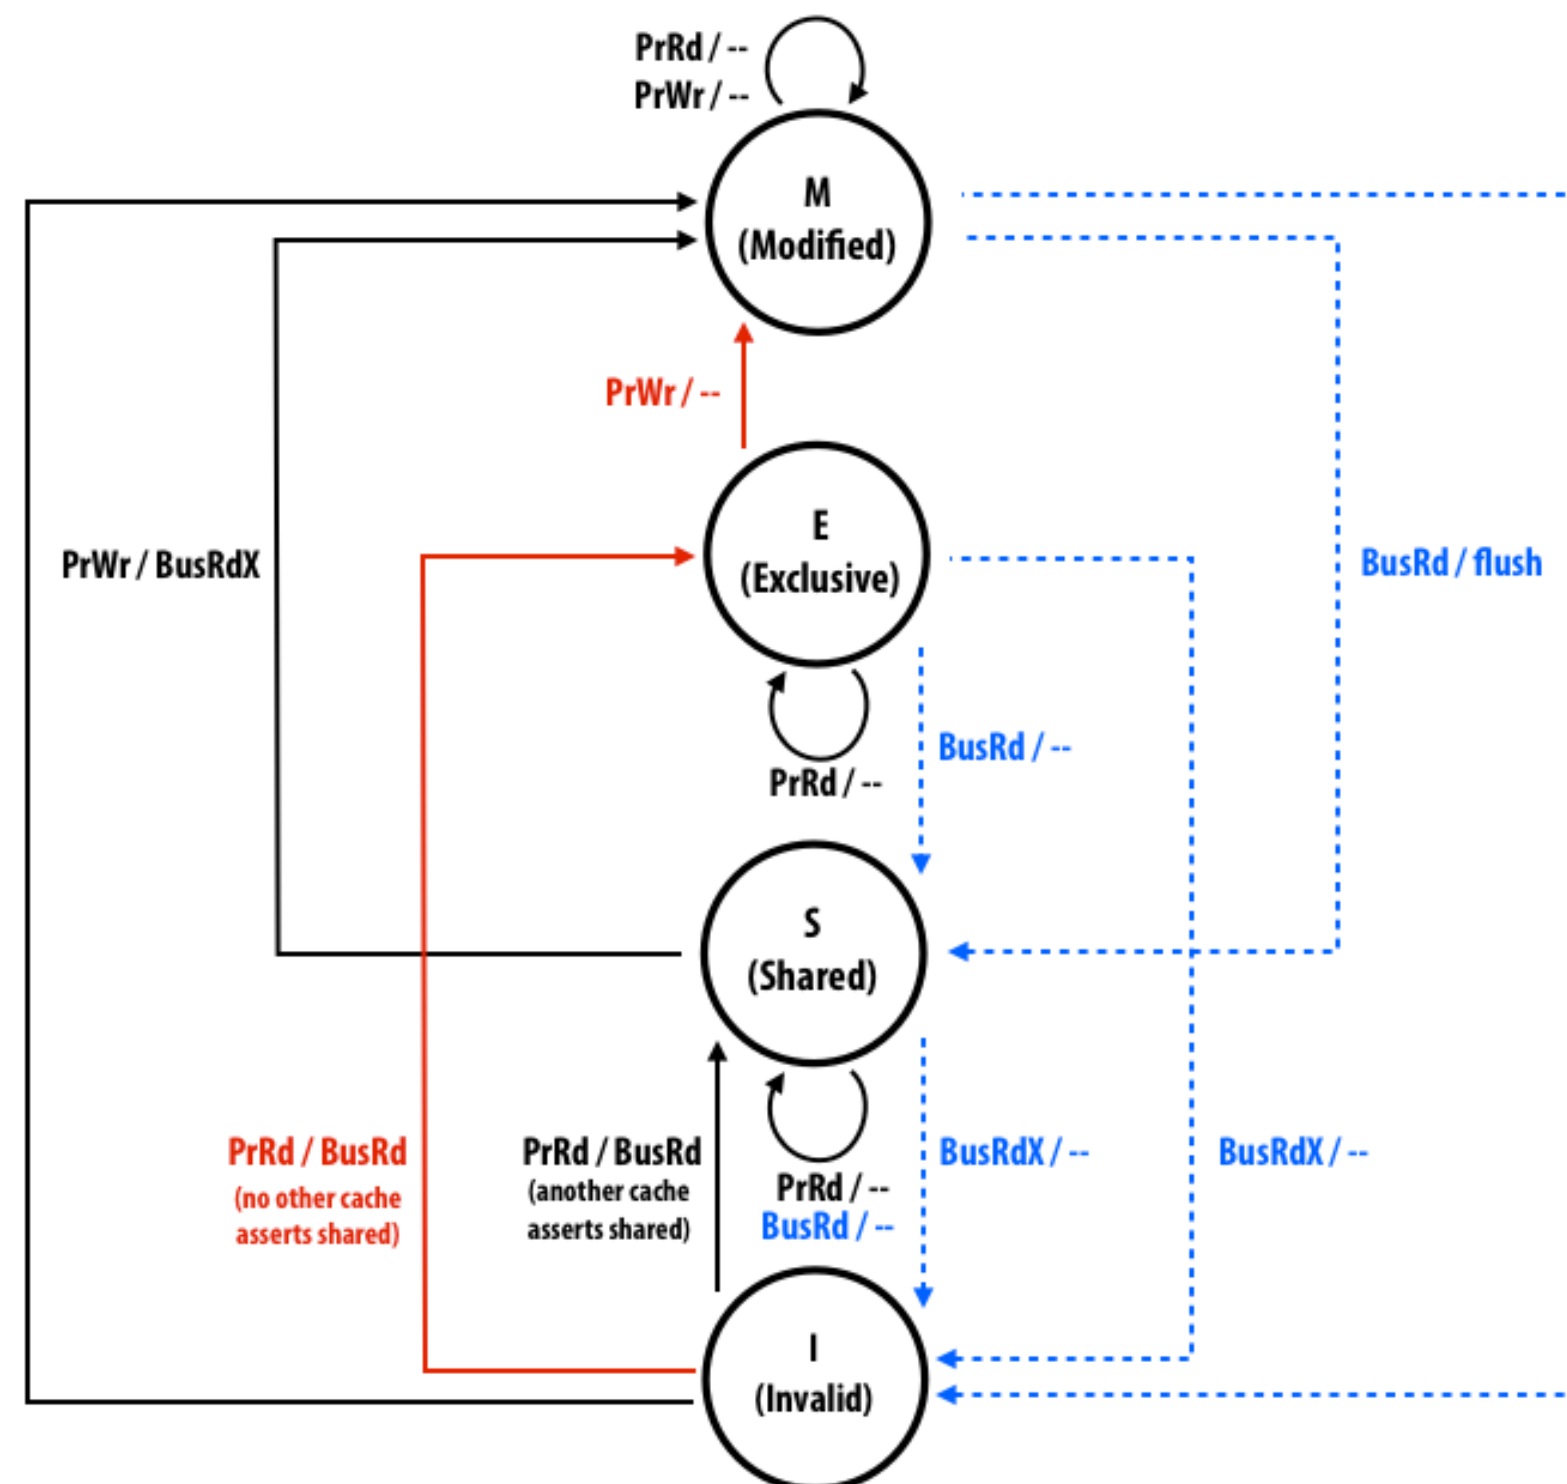 PrRd / --
PrWr / --
M
(Modified)
PrWr / --
E
(Exclusive)
PrWr / BusRdX
BusRd / flush
PrRd / --
BusRd / --
S
(Shared)
PrRd / BusRd
(no other cache
asserts shared)
PrRd / BusRd
(another cache
asserts shared)
PrRd / --
BusRd / --
BusRdX / --
BusRdX / --
I
(Invalid)